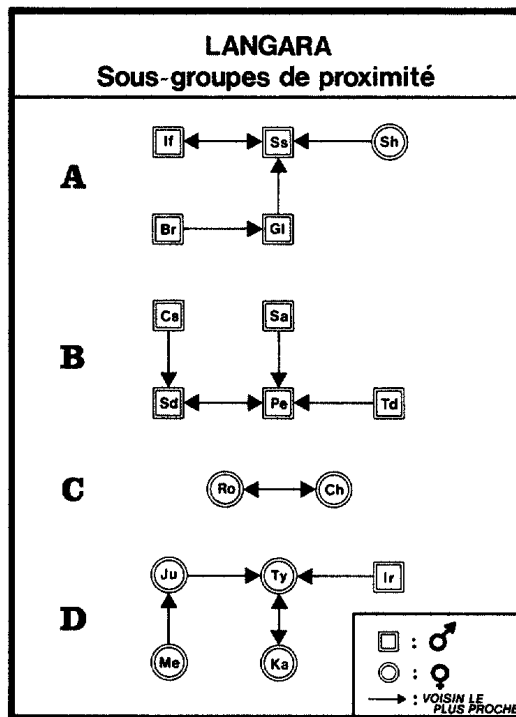 LANGARA
Sous-groupes de proximité
A
If Ss Sh
Br Gl
B
Cs Sa
Sd Pe Td
C
Ro Ch
D
Ju Ty Ir
Me Ka
: ♂
: ♀
: VOISIN LE
PLUS PROCHE